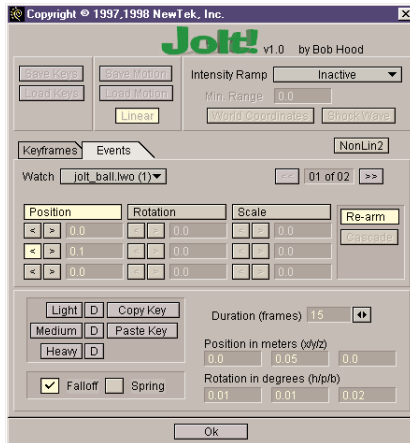 Copyright © 1997,1998 NewTek, Inc.
Jolt! v1.0 by Bob Hood
Save Keys Save Motion Intensity Ramp Inactive
Load Keys Load Motion Min. Range 0.0
Linear World Coordinates Shock Wave
Keyframes Events NonLin2
Watch jolt_ball.lwo (1) << 01 of 02 >>
Position Rotation Scale Re-arm
< > 0.0 < > 0.0 < > 0.0
< > 0.1 < > 0.0 < > 0.0 Cascade
< > 0.0 < > 0.0 < > 0.0
Light D Copy Key Duration (frames) 15
Medium D Paste Key
Heavy D Position in meters (x/y/z)
0.0 0.05 0.0
Falloff Spring Rotation in degrees (h/p/b)
0.01 0.01 0.02
Ok